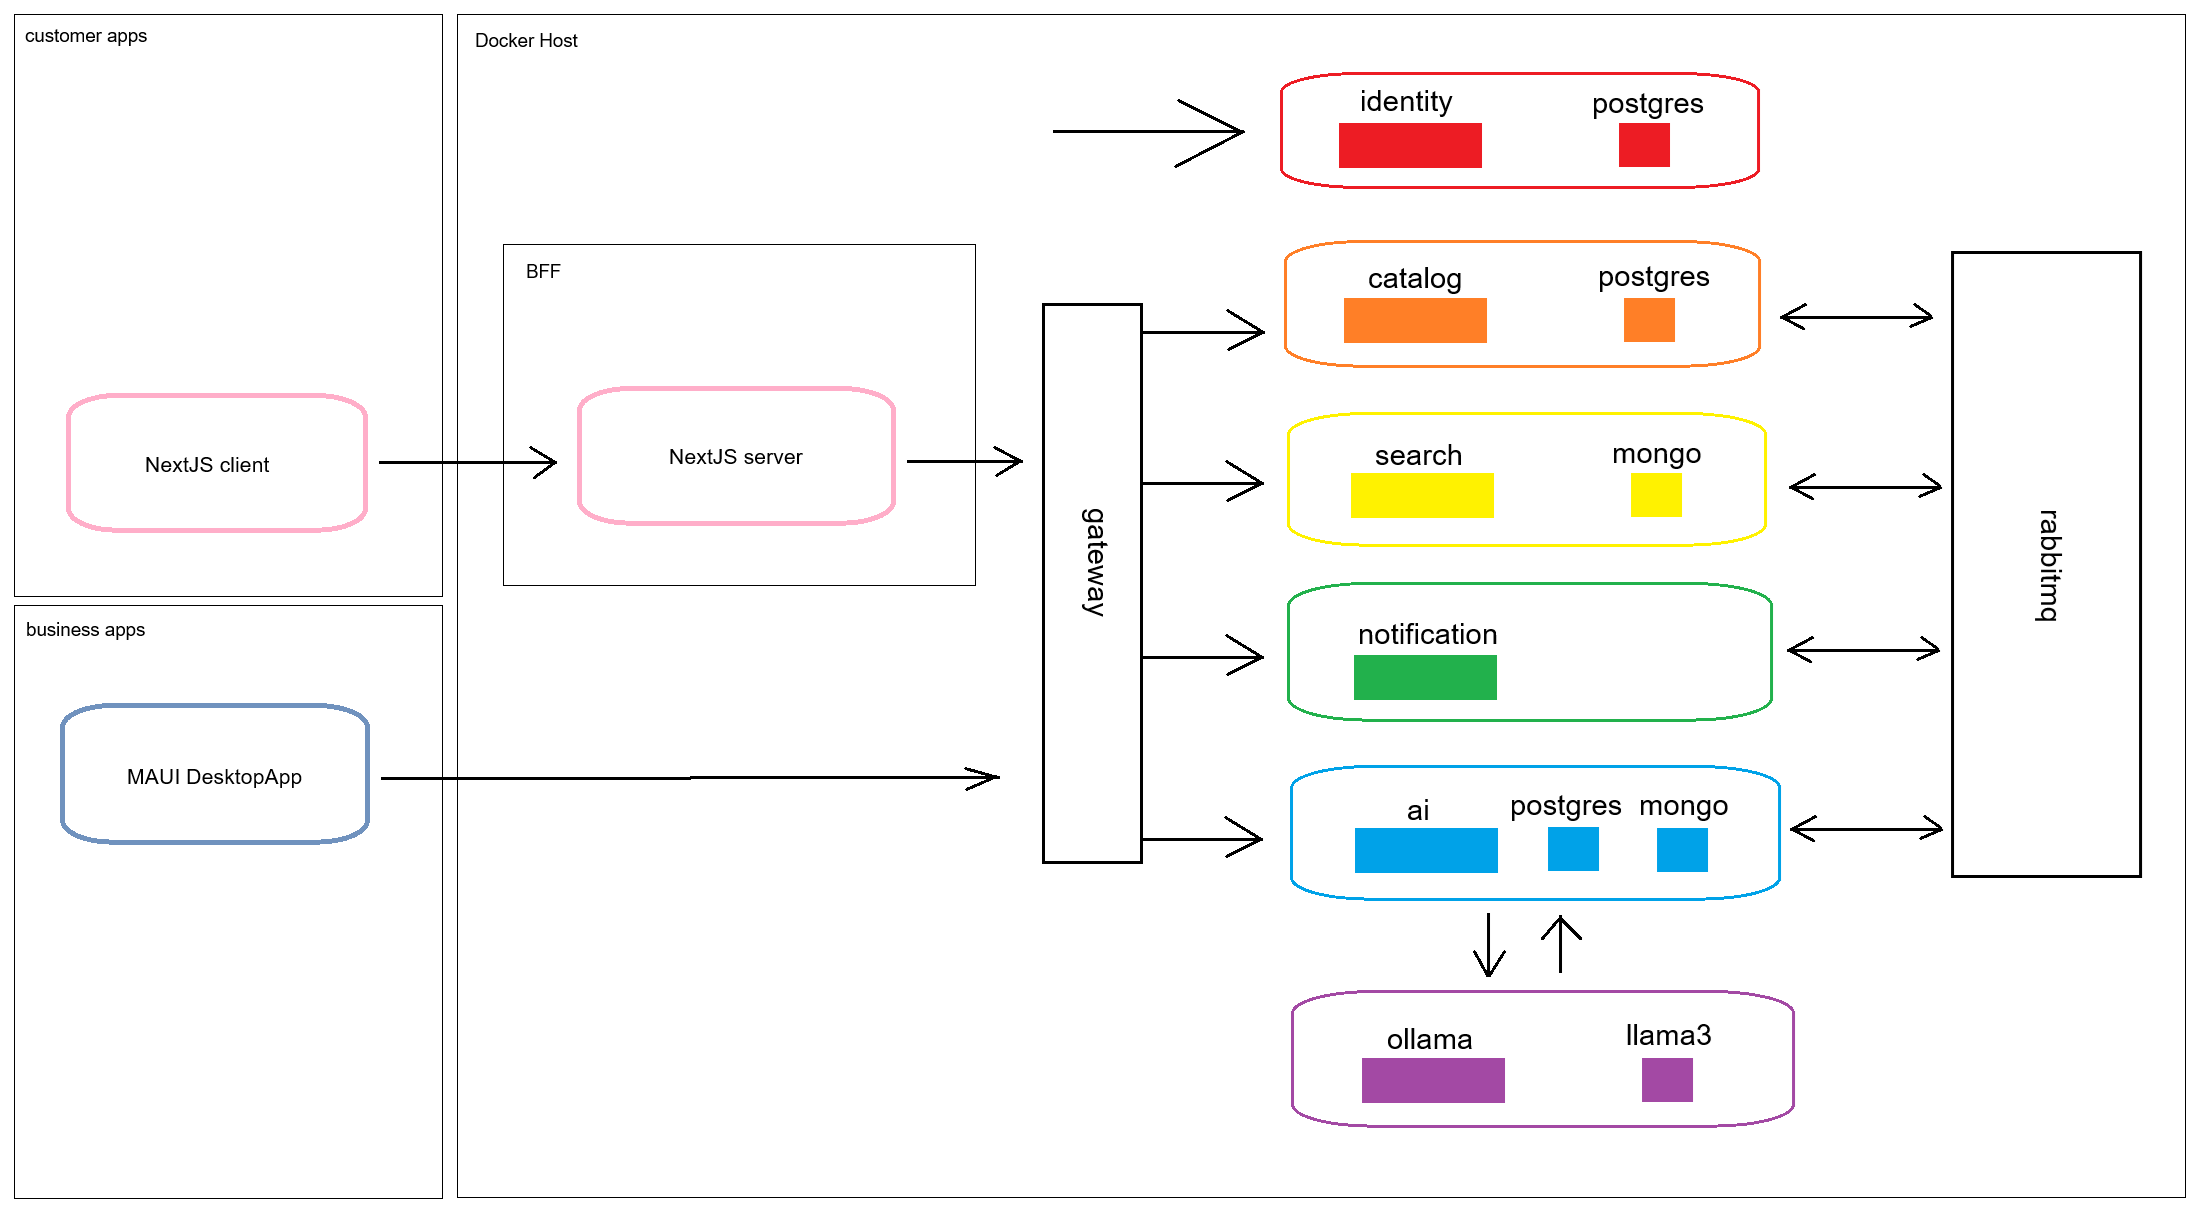 customer apps
Docker Host
identity
postgres
BFF
catalog
postgres
NextJS client
NextJS server
gateway
search
mongo
rabbitmq
notification
business apps
MAUI DesktopApp
ai
postgres
mongo
ollama
llama3